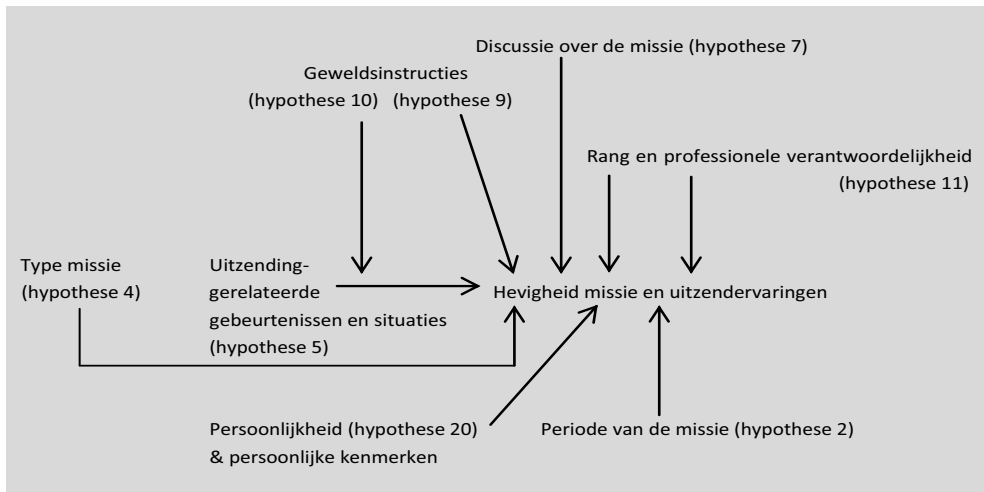 Discussie over de missie (hypothese 7)
Geweldsinstructies
(hypothese 10) (hypothese 9)
Rang en professionele verantwoordelijkheid
(hypothese 11)
Type missie
(hypothese 4)
Uitzending-
gerelateerde
gebeurtenissen en situaties
(hypothese 5)
Hevigheid missie en uitzendervaringen
Persoonlijkheid (hypothese 20)
& persoonlijke kenmerken
Periode van de missie (hypothese 2)